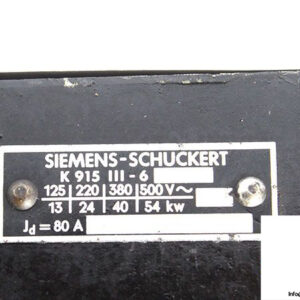 SIEMENS-SCHUCKERT
K 915 III - 6
125 220 380 500 V~
13 24 40 54 kw
Jd = 80 A